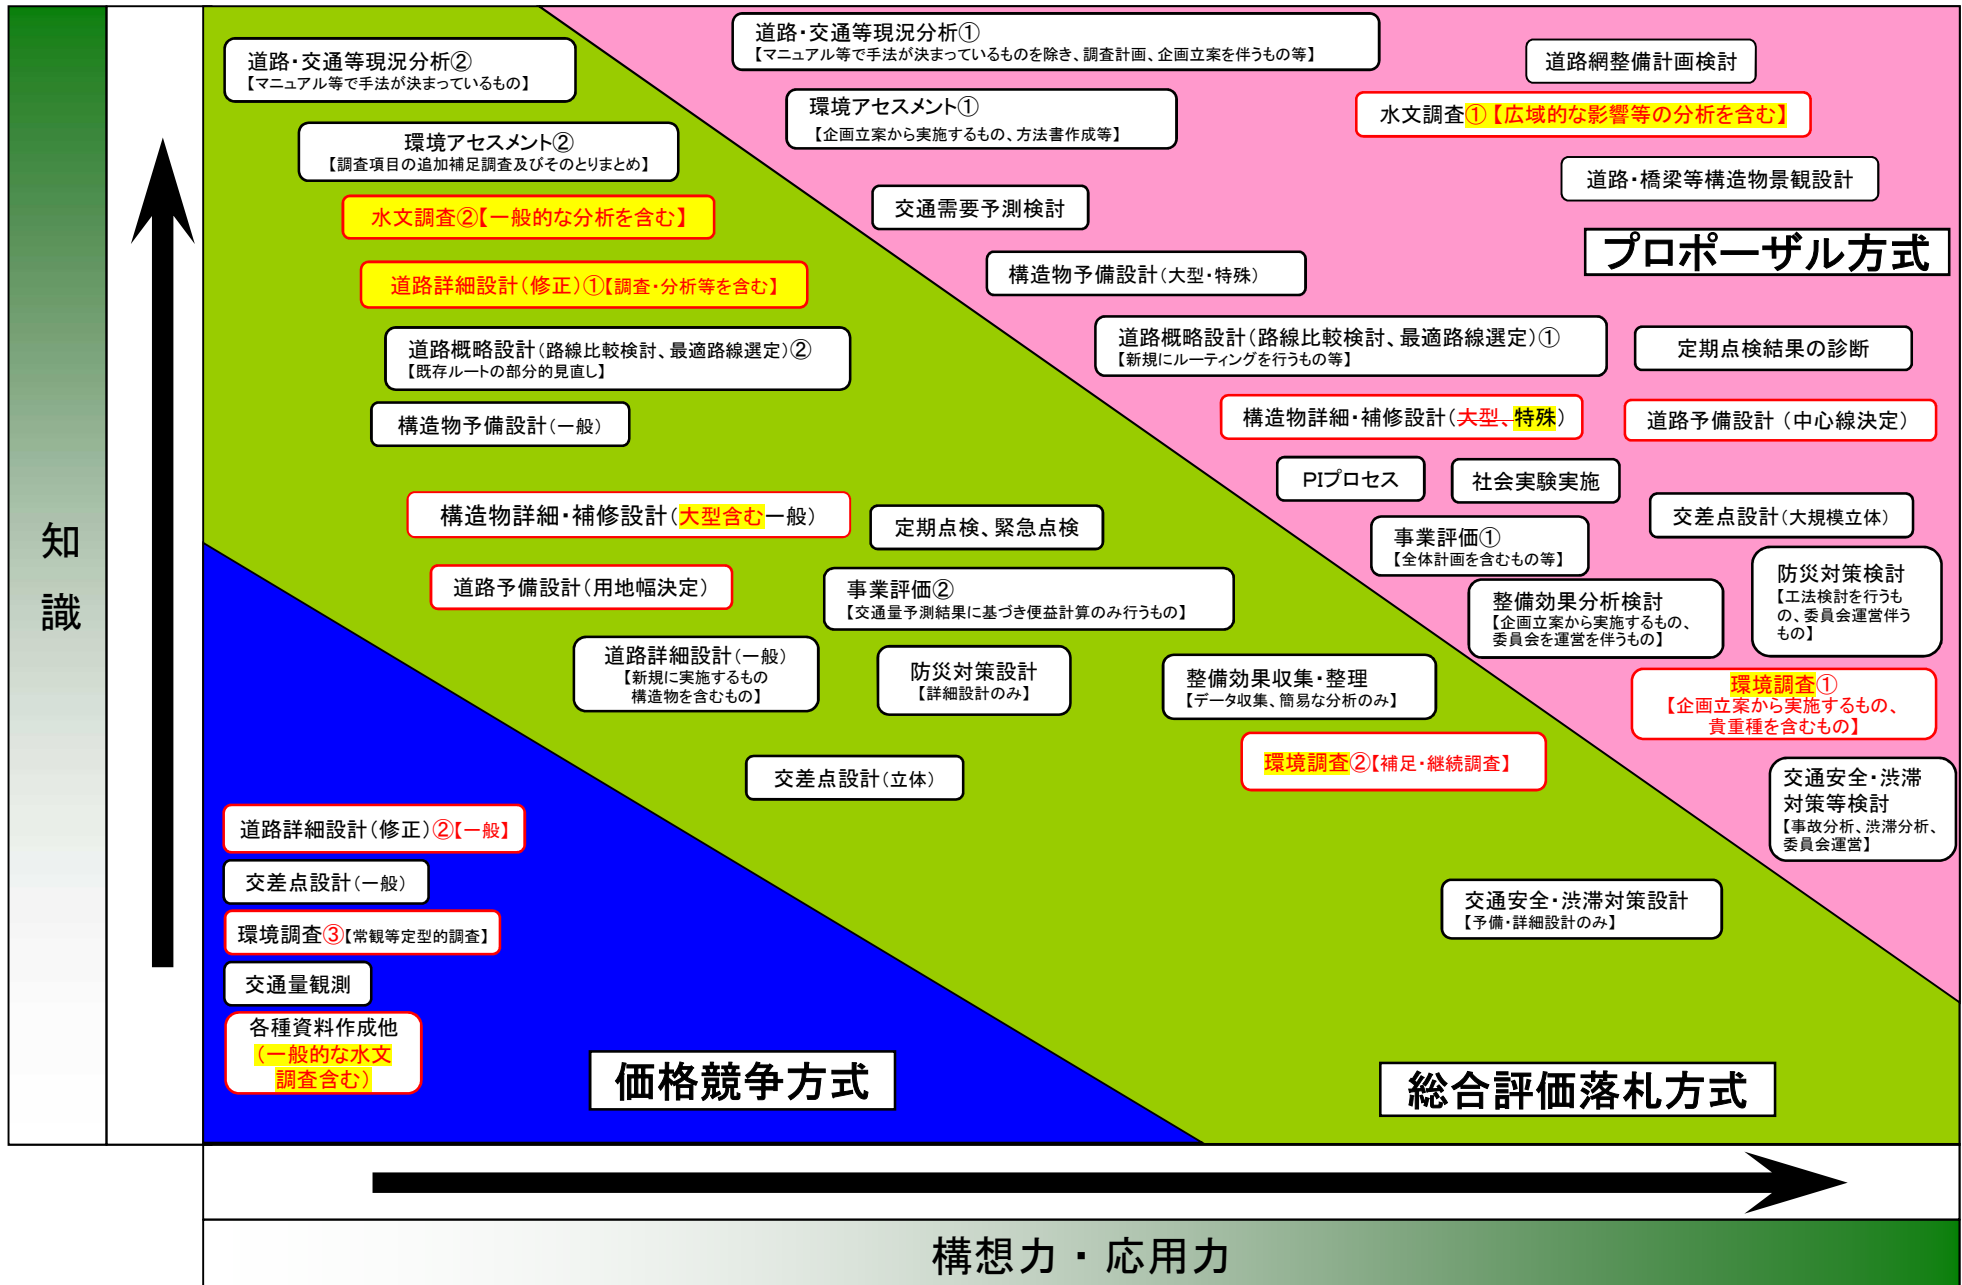 道路・交通等現況分析②
【マニュアル等で手法が決まっているもの】
道路・交通等現況分析①
【マニュアル等で手法が決まっているものを除き、調査計画、企画立案を伴うもの等】
道路網整備計画検討
環境アセスメント①
【企画立案から実施するもの、方法書作成等】
水文調査①【広域的な影響等の分析を含む】
環境アセスメント②
【調査項目の追加補足調査及びそのとりまとめ】
道路・橋梁等構造物景観設計
水文調査②【一般的な分析を含む】
交通需要予測検討
プロポーザル方式
道路詳細設計(修正)①【調査・分析等を含む】
構造物予備設計(大型・特殊)
道路概略設計(路線比較検討、最適路線選定)②
【既存ルートの部分的見直し】
道路概略設計(路線比較検討、最適路線選定)①
【新規にルーティングを行うもの等】
定期点検結果の診断
構造物予備設計(一般)
構造物詳細・補修設計(大型、特殊)
道路予備設計(中心線決定)
PIプロセス
社会実験実施
構造物詳細・補修設計(大型含む一般)
定期点検、緊急点検
交差点設計(大規模立体)
事業評価①
【全体計画を含むもの等】
知
識
道路予備設計(用地幅決定)
事業評価②
【交通量予測結果に基づき便益計算のみ行うもの】
整備効果分析検討
【企画立案から実施するもの、
委員会を運営を伴うもの】
防災対策検討
【工法検討を行うも
の、委員会運営伴う
もの】
道路詳細設計(一般)
【新規に実施するもの
構造物を含むもの】
防災対策設計
【詳細設計のみ】
整備効果収集・整理
【データ収集、簡易な分析のみ】
環境調査①
【企画立案から実施するもの、
貴重種を含むもの】
環境調査②【補足・継続調査】
交差点設計(立体)
交通安全・渋滞
対策等検討
【事故分析、渋滞分析、
委員会運営】
道路詳細設計(修正)②【一般】
交差点設計(一般)
環境調査③【常観等定型的調査】
交通安全・渋滞対策設計
【予備・詳細設計のみ】
交通量観測
各種資料作成他
(一般的な水文
調査含む)
価格競争方式
総合評価落札方式
構想力・応用力